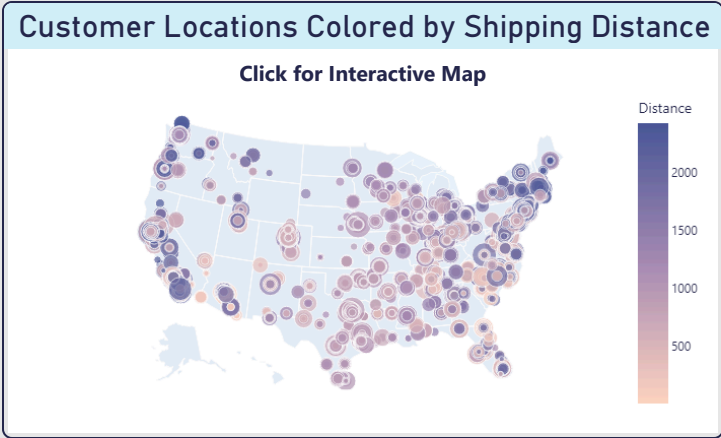 Customer Locations Colored by Shipping Distance
Click for Interactive Map
Distance
2000
1500
1000
500